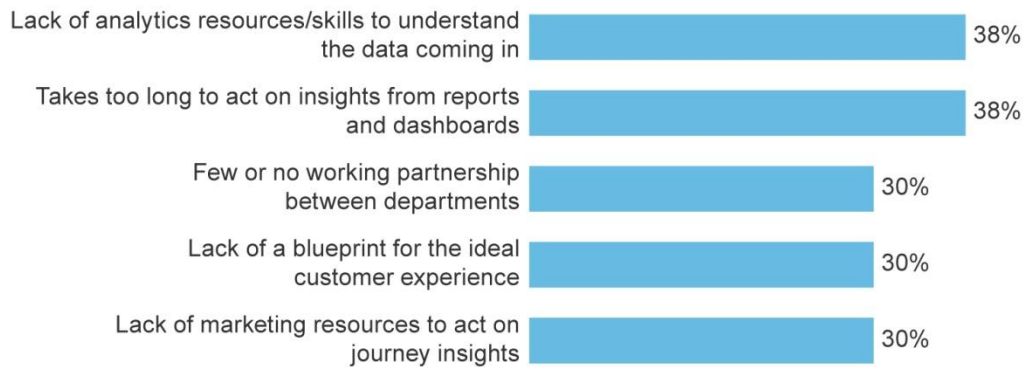 Lack of analytics resources/skills to understand
the data coming in
38%
Takes too long to act on insights from reports
and dashboards
38%
Few or no working partnership
between departments
30%
Lack of a blueprint for the ideal
customer experience
30%
Lack of marketing resources to act on
journey insights
30%